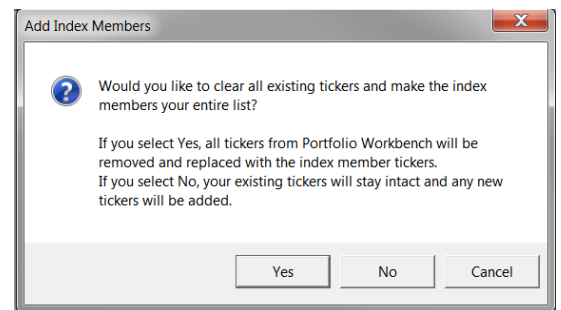 Add Index Members
Would you like to clear all existing tickers and make the index
members your entire list?
If you select Yes, all tickers from Portfolio Workbench will be
removed and replaced with the index member tickers.
If you select No, your existing tickers will stay intact and any new
tickers will be added.
Yes
No
Cancel